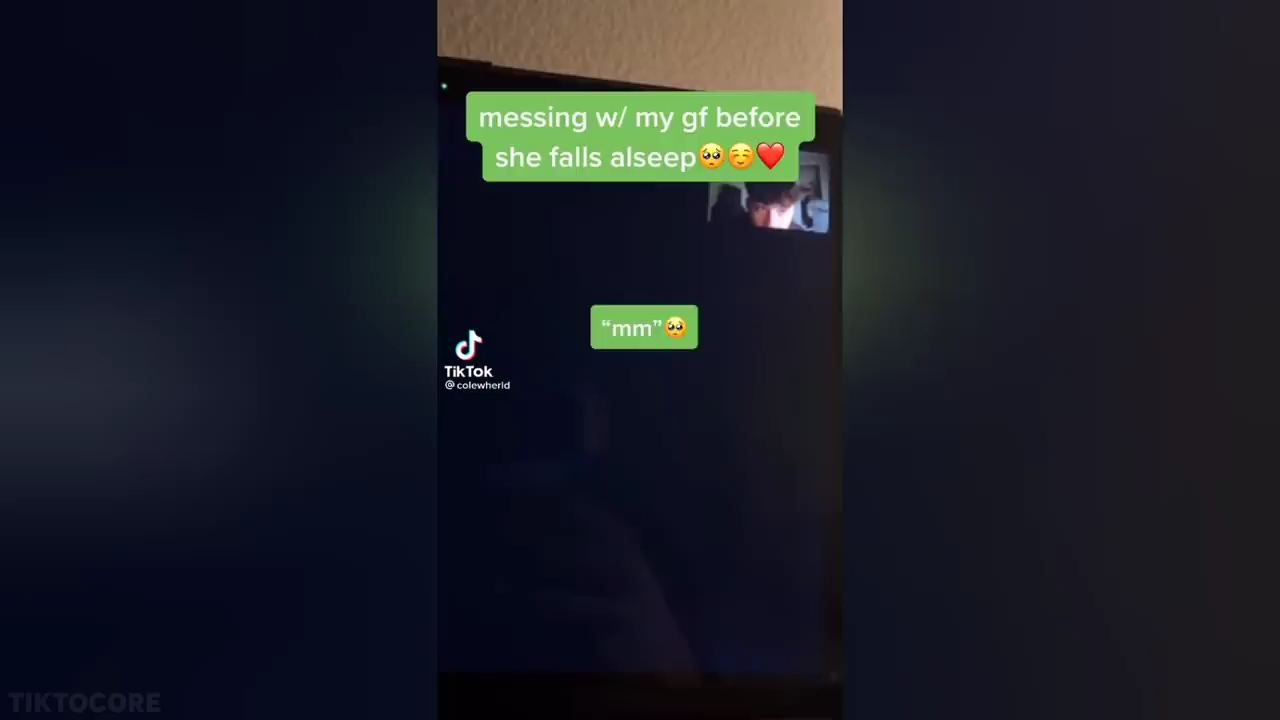 messing w/ my gf before
she falls alseep🥺☺️❤️
“mm”🥺
TikTok
@colewherld
TIKTOCORE